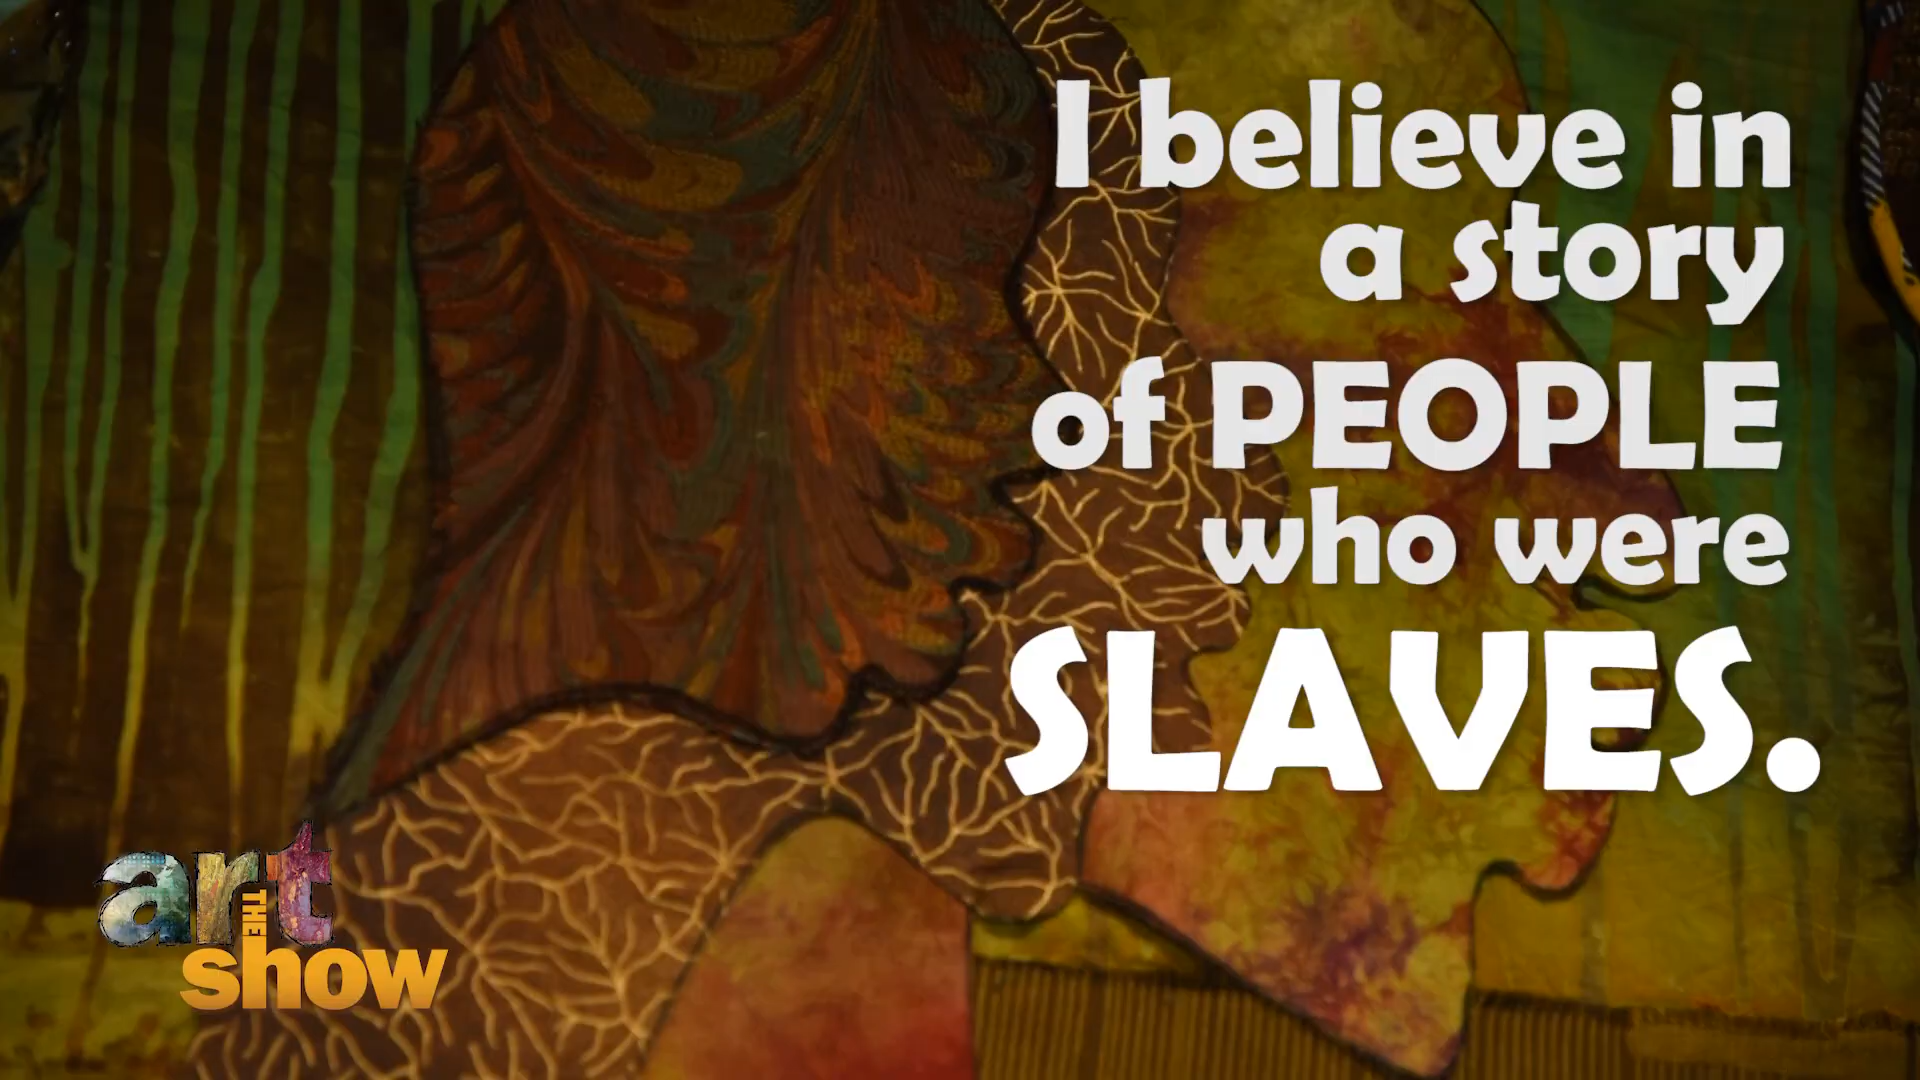 I believe in
a story
of PEOPLE
who were
SLAVES.
art
THE
show